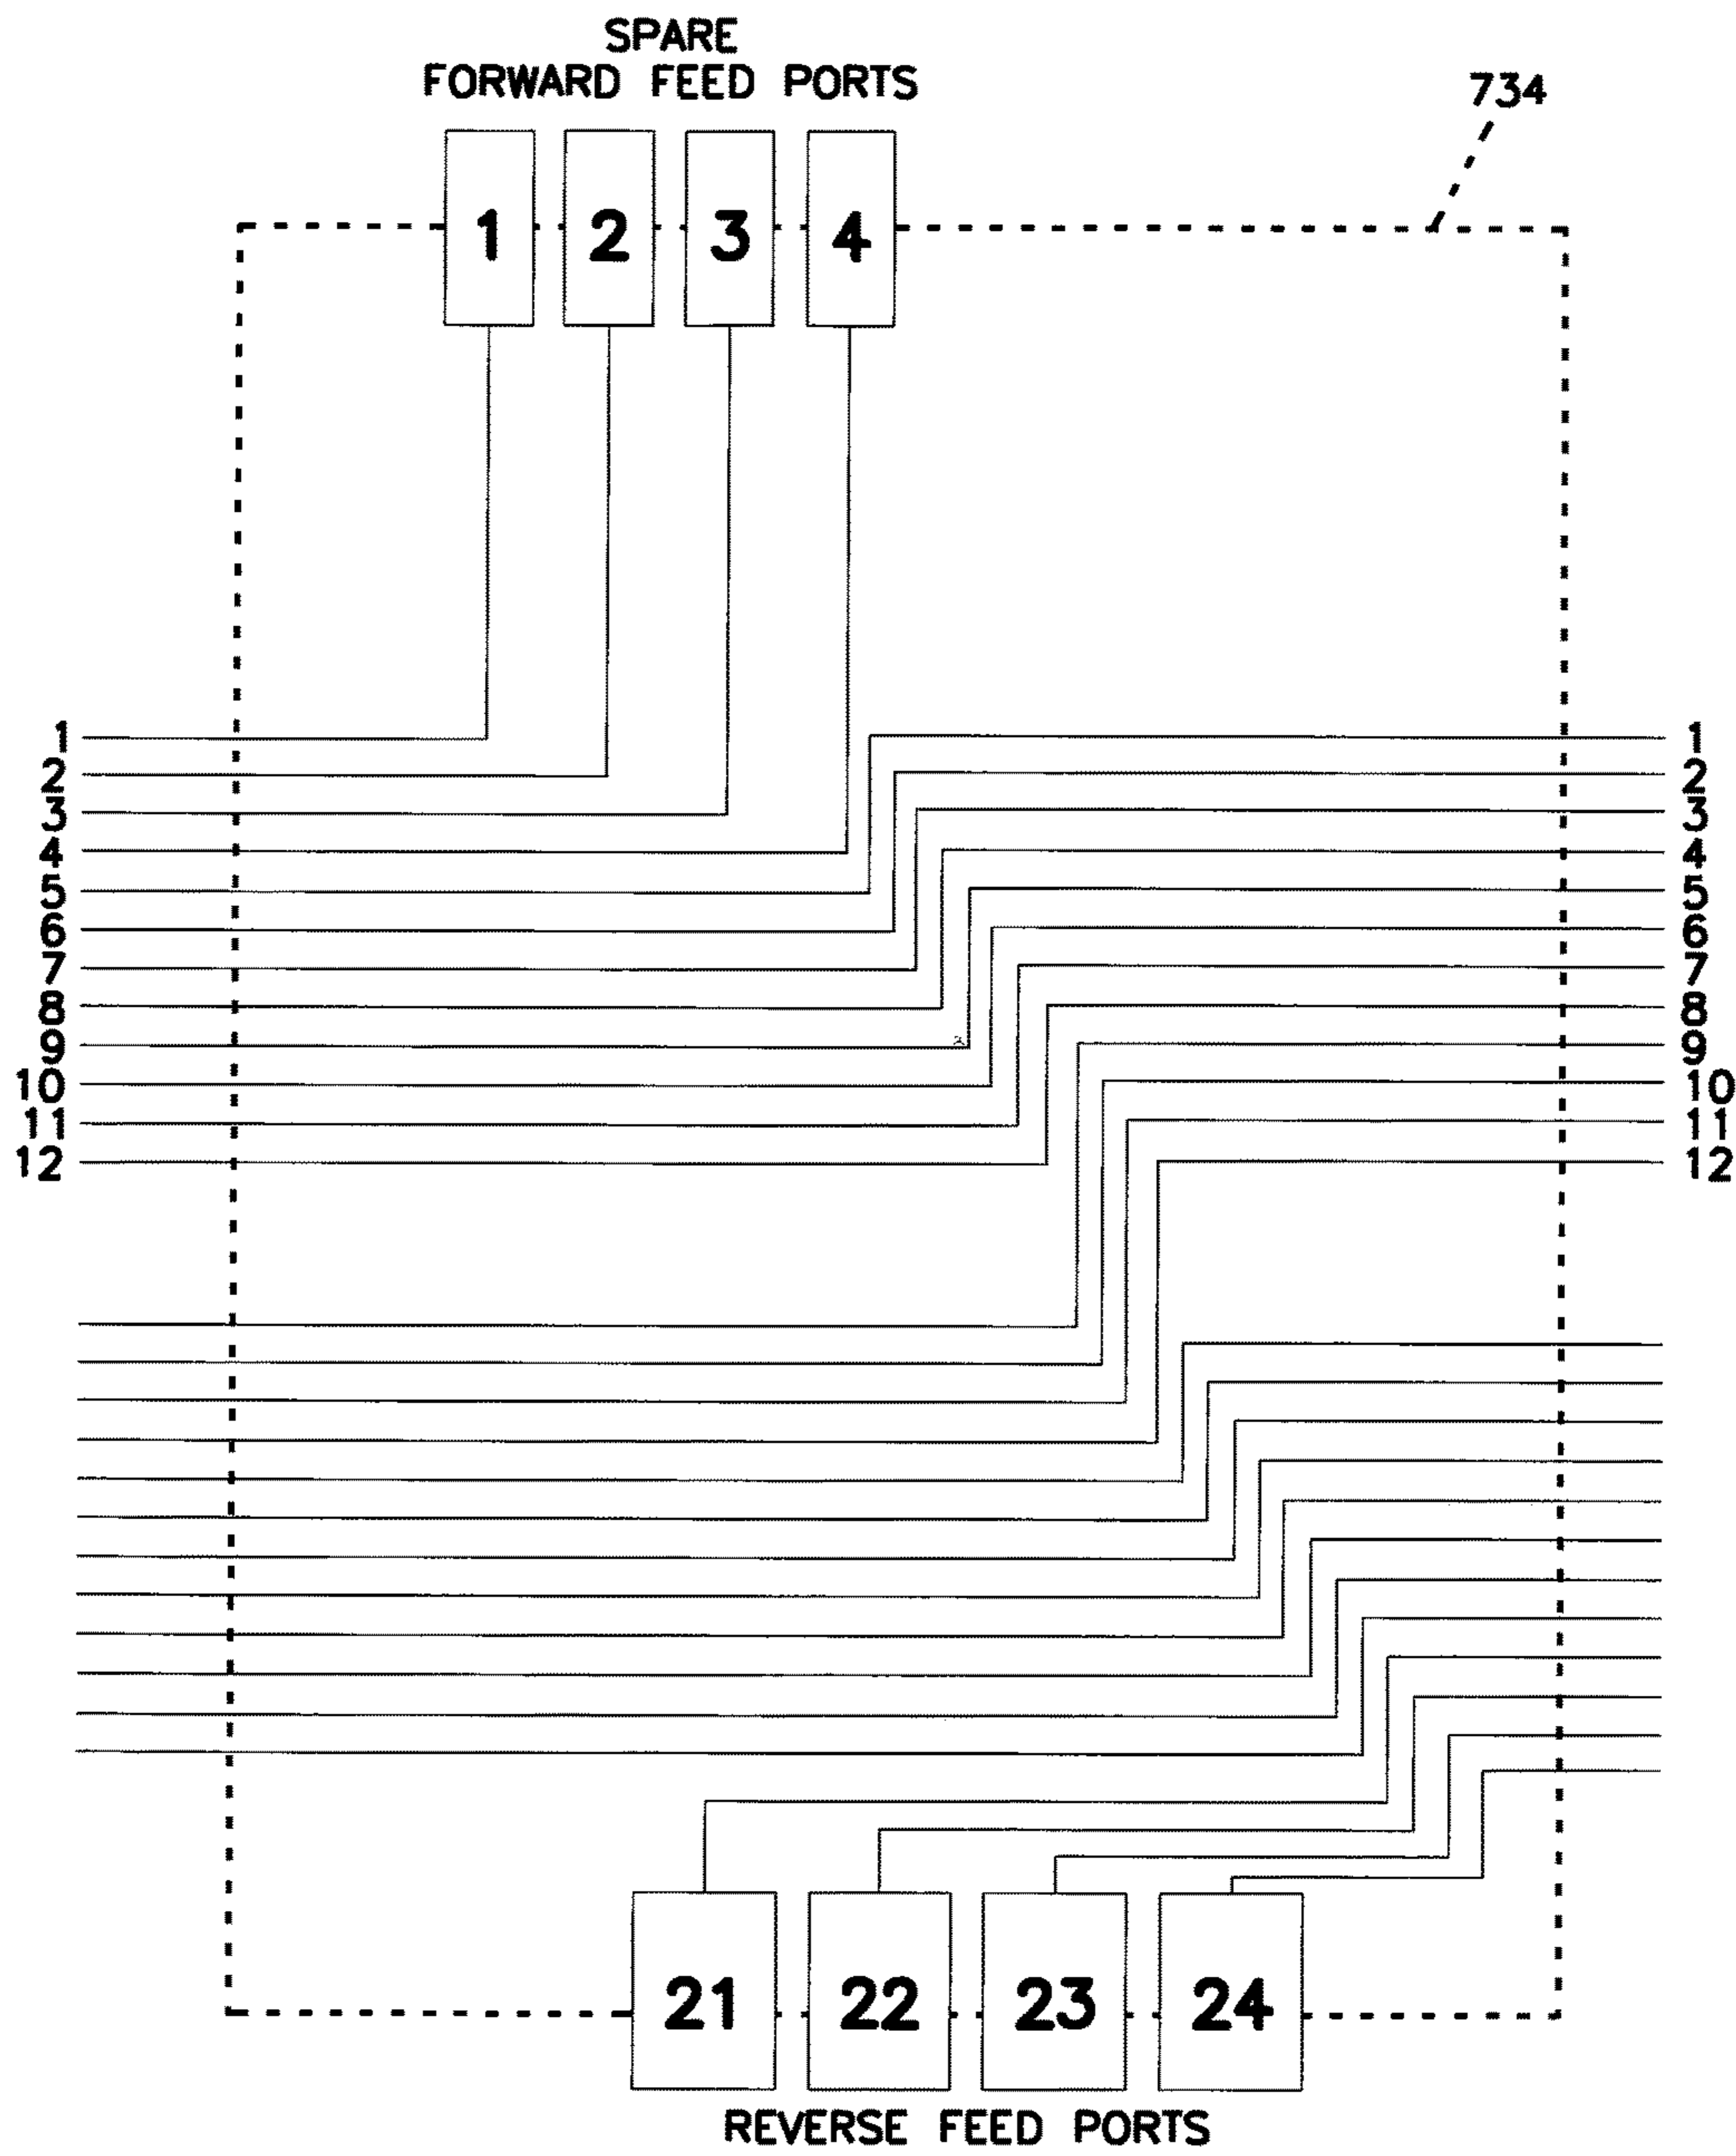 SPARE
FORWARD FEED PORTS
734
1 2 3 4
1 1
2 2
3 3
4 4
5 5
6 6
7 7
8 8
9 9
10 10
11 11
12 12
21 22 23 24
REVERSE FEED PORTS